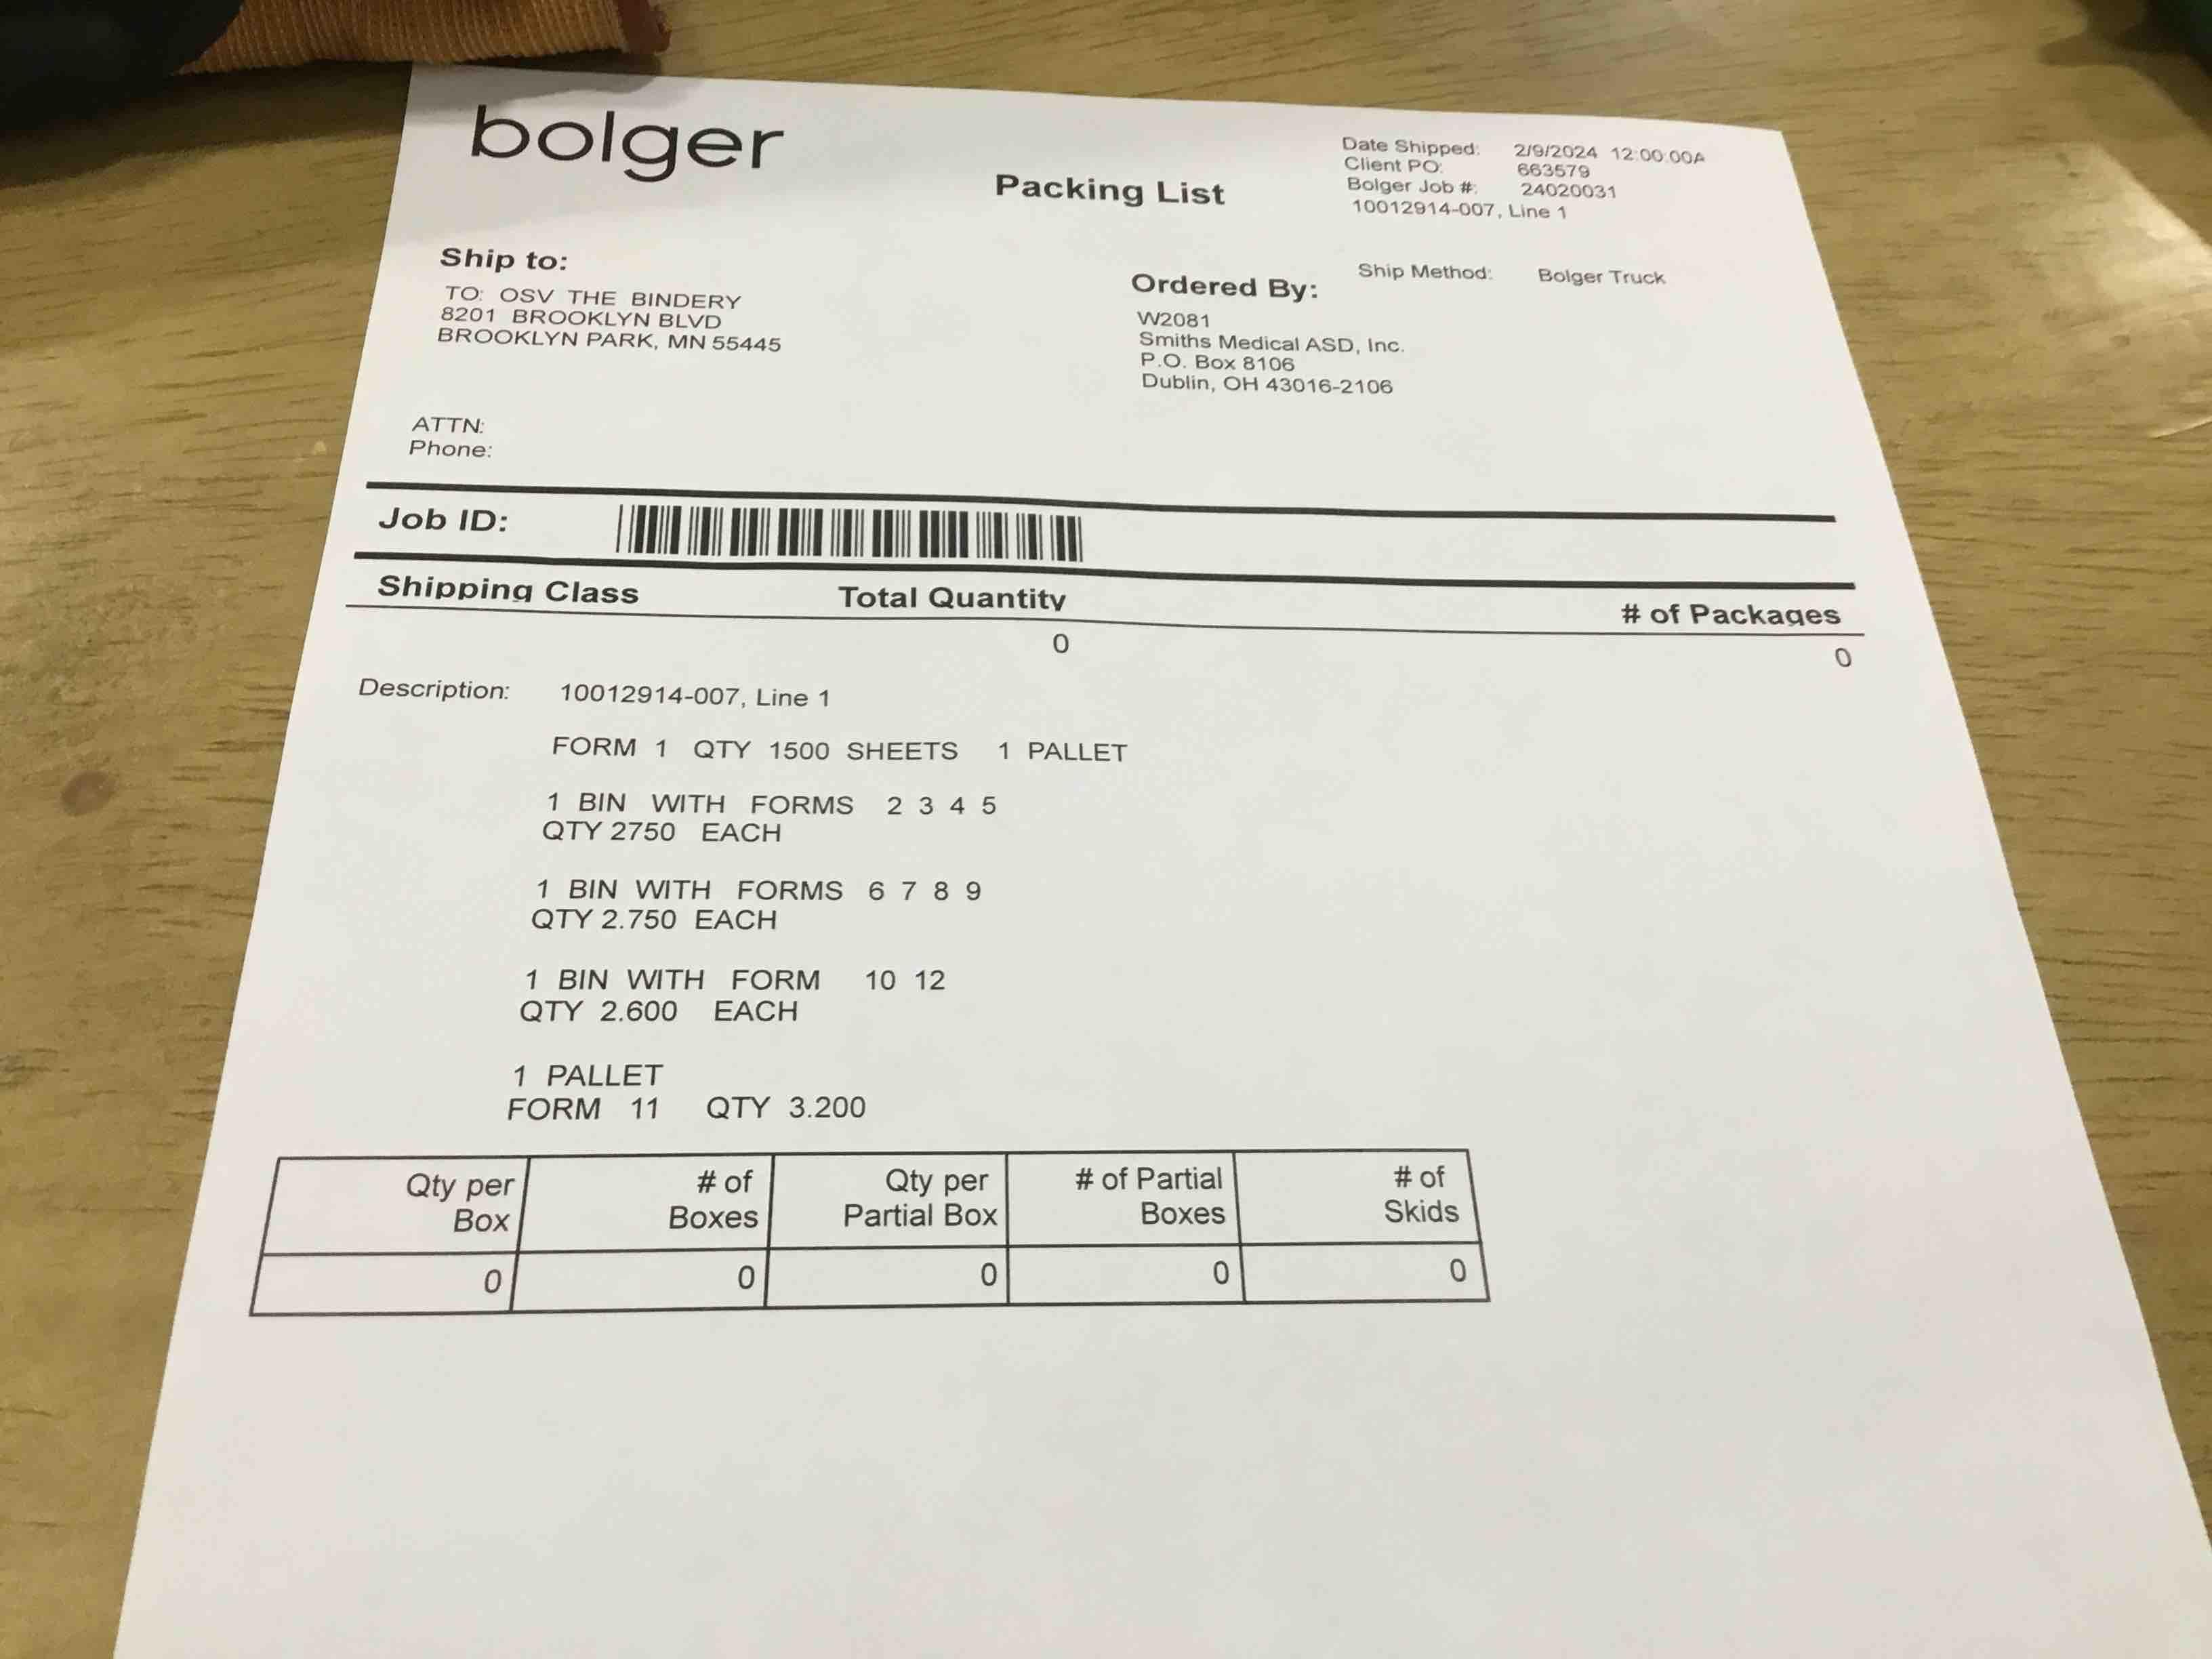 bolger
Packing List
Date Shipped: 2/9/2024 12:00:00A
Client PO: 663579
Bolger Job #: 24020031
10012914-007, Line 1
Ship to:
TO: OSV THE BINDERY
8201 BROOKLYN BLVD
BROOKLYN PARK, MN 55445
Ship Method: Bolger Truck
Ordered By:
W2081
Smiths Medical ASD, Inc.
P.O. Box 8106
Dublin, OH 43016-2106
ATTN:
Phone:
Job ID:
Shipping Class Total Quantity # of Packages
0 0
Description: 10012914-007, Line 1
FORM 1 QTY 1500 SHEETS 1 PALLET
1 BIN WITH FORMS 2 3 4 5
QTY 2750 EACH
1 BIN WITH FORMS 6 7 8 9
QTY 2.750 EACH
1 BIN WITH FORM 10 12
QTY 2.600 EACH
1 PALLET
FORM 11 QTY 3.200
Qty per # of Qty per # of Partial # of
Box Boxes Partial Box Boxes Skids
0 0 0 0 0